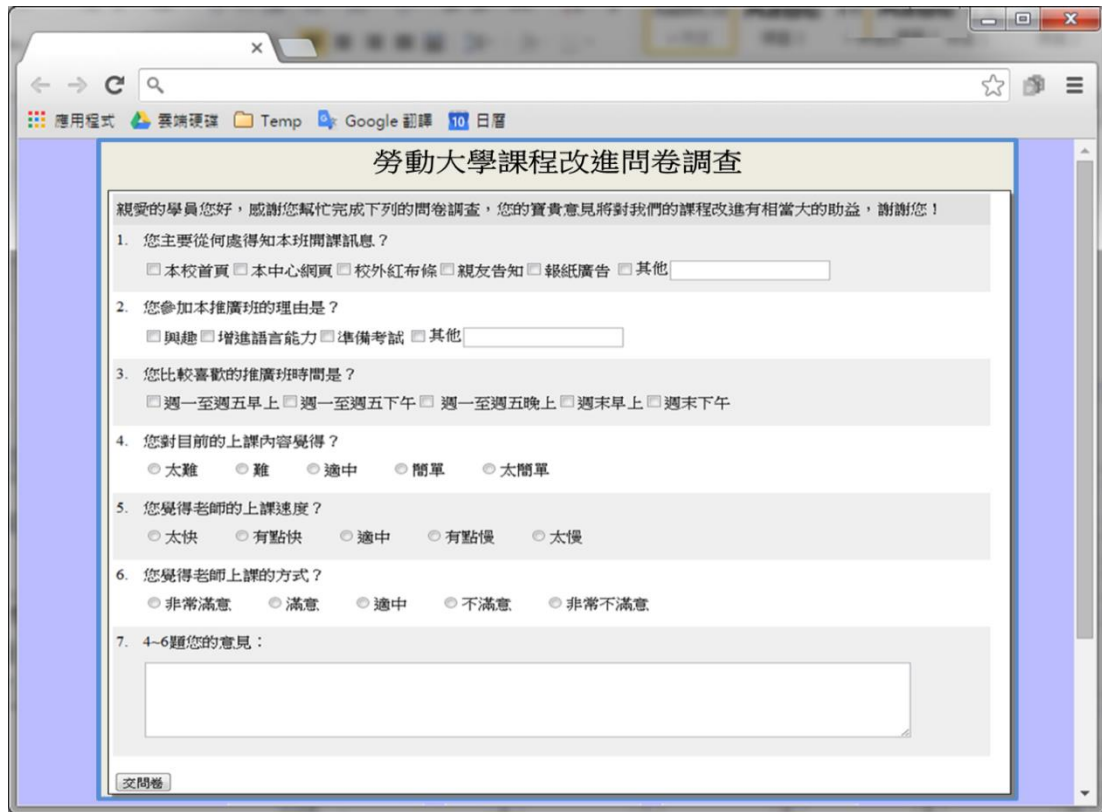 應用程式 雲端硬碟 Temp Google 翻譯 10 日曆
勞動大學課程改進問卷調查
親愛的學員您好，感謝您幫忙完成下列的問卷調查，您的寶貴意見將對我們的課程改進有相當大的助益，謝謝您！
1. 您主要從何處得知本班開課訊息？
本校首頁 本中心網頁 校外紅布條 親友告知 報紙廣告 其他
2. 您參加本推廣班的理由是？
興趣 增進語言能力 準備考試 其他
3. 您比較喜歡的推廣班時間是？
週一至週五早上 週一至週五下午 週一至週五晚上 週末早上 週末下午
4. 您對目前的上課內容覺得？
太難 難 適中 簡單 太簡單
5. 您覺得老師的上課速度？
太快 有點快 適中 有點慢 太慢
6. 您覺得老師上課的方式？
非常滿意 滿意 適中 不滿意 非常不滿意
7. 4~6題您的意見：
交問卷